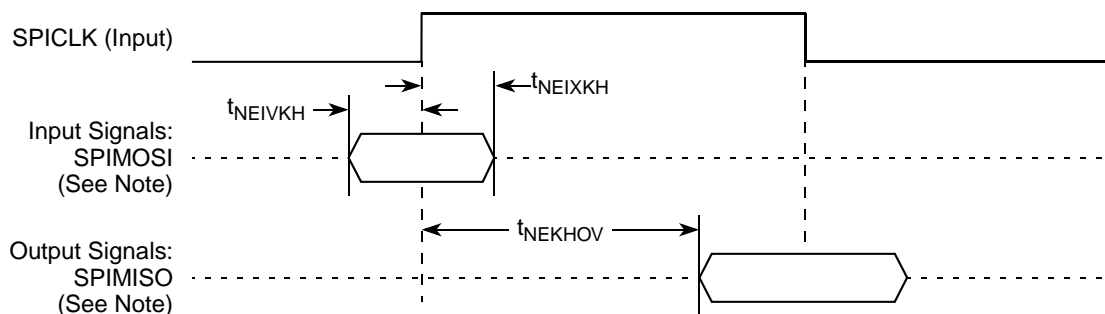 SPICLK (Input)
tNEIXKH
tNEIVKH
Input Signals:
SPIMOSI
(See Note)
tNEKHOV
Output Signals:
SPIMISO
(See Note)